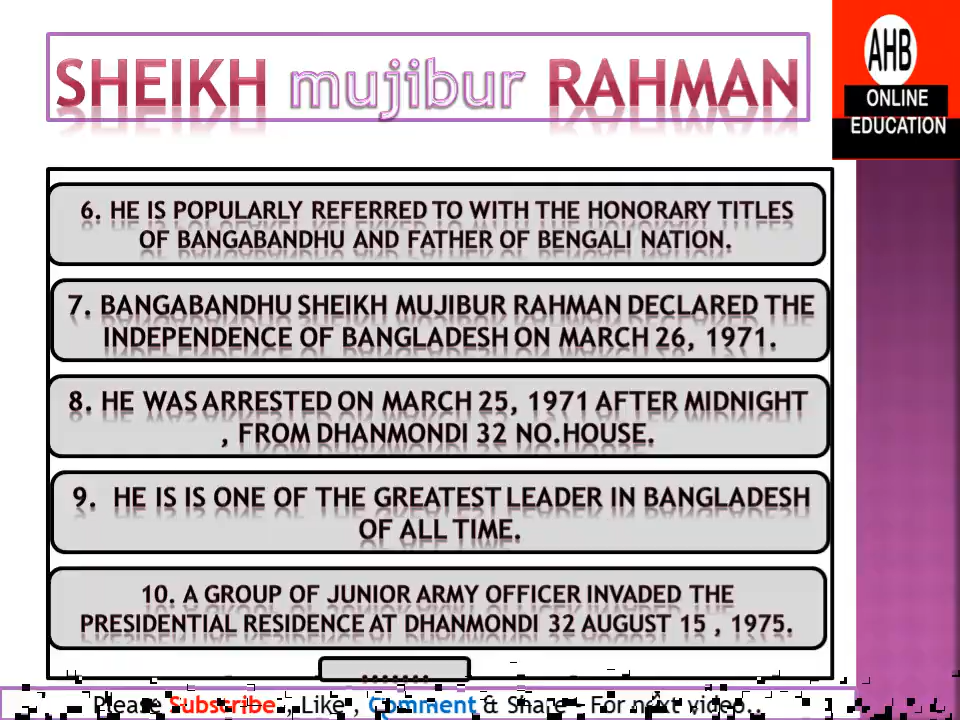 SHEIKH mujibur RAHMAN
AHB
ONLINE
EDUCATION
6. HE IS POPULARLY REFERRED TO WITH THE HONORARY TITLES
OF BANGABANDHU AND FATHER OF BENGALI NATION.
7. BANGABANDHU SHEIKH MUJIBUR RAHMAN DECLARED THE
INDEPENDENCE OF BANGLADESH ON MARCH 26, 1971.
8. HE WAS ARRESTED ON MARCH 25, 1971 AFTER MIDNIGHT
, FROM DHANMONDI 32 NO.HOUSE.
9. HE IS IS ONE OF THE GREATEST LEADER IN BANGLADESH
OF ALL TIME.
10. A GROUP OF JUNIOR ARMY OFFICER INVADED THE
PRESIDENTIAL RESIDENCE AT DHANMONDI 32 AUGUST 15 , 1975.
.......
Please Subscribe , Like , Comment & Share - For next video..